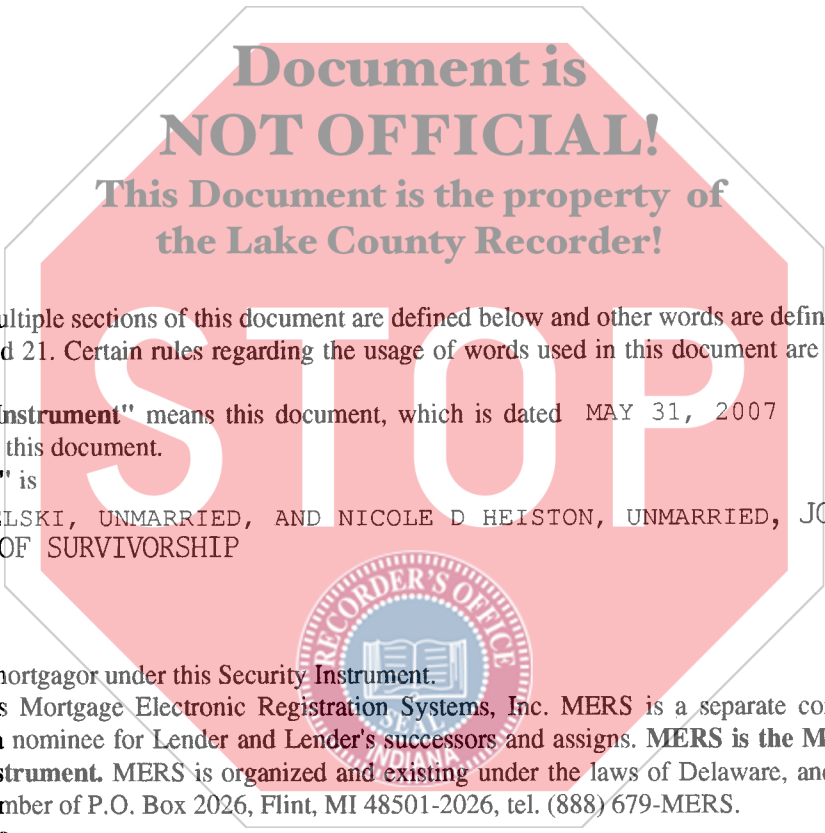 Document is
NOT OFFICIAL!
This Document is the property of
the Lake County Recorder!
STOP
ultiple sections of this document are defined below and other words are defin
d 21. Certain rules regarding the usage of words used in this document are
Instrument" means this document, which is dated MAY 31, 2007
this document.
" is
ELSKI, UNMARRIED, AND NICOLE D HEISTON, UNMARRIED, JO
OF SURVIVORSHIP
RECORDER'S OFFICE
SEAL
INDIANA
nortgagor under this Security Instrument.
s Mortgage Electronic Registration Systems, Inc. MERS is a separate co
nominee for Lender and Lender's successors and assigns. MERS is the M
strument. MERS is organized and existing under the laws of Delaware, and
mber of P.O. Box 2026, Flint, MI 48501-2026, tel. (888) 679-MERS.